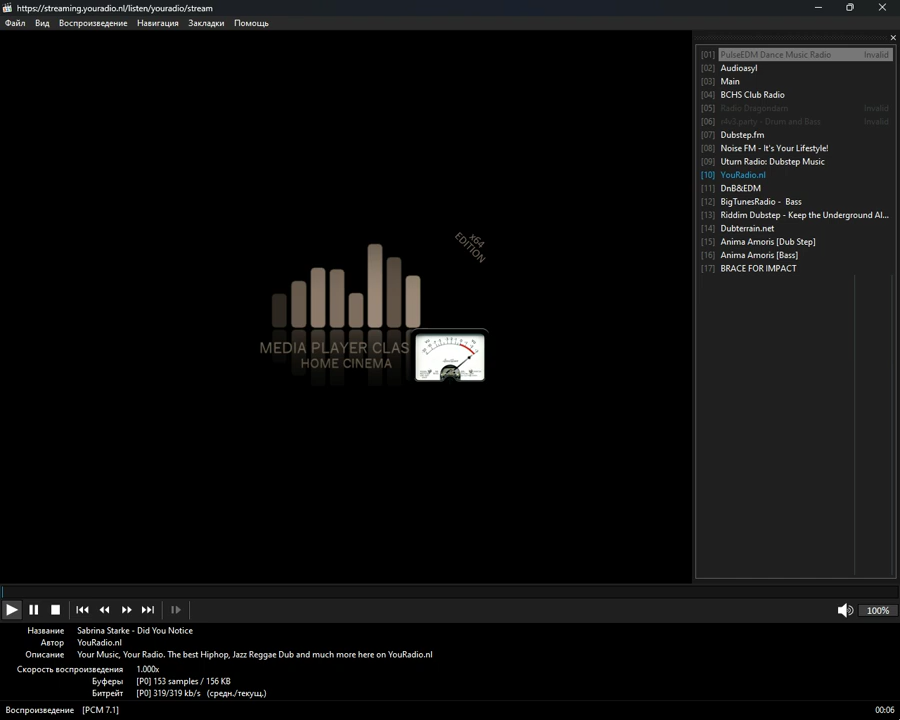 https://streaming.youradio.nl/listen/youradio/stream
Файл Вид Воспроизведение Навигация Закладки Помощь
[01] PulseEDM Dance Music Radio Invalid
[02] Audioasyl
[03] Main
[04] BCHS Club Radio
[05] Radio Dragondarn Invalid
[06] Invalid
[07] Dubstep.fm
[08] Noise FM - It's Your Lifestyle!
[09] Uturn Radio: Dubstep Music
[10] YouRadio.nl
[11] DnB&EDM
[12] BigTunesRadio - Bass
[13] Riddim Dubstep - Keep the Underground Al...
[14] Dubterrain.net
[15] Anima Amoris [Dub Step]
[16] Anima Amoris [Bass]
[17] BRACE FOR IMPACT
x64
EDITION
MEDIA PLAYER CLAS
HOME CINEMA
100%
Название Sabrina Starke - Did You Notice
Автор YouRadio.nl
Описание Your Music, Your Radio. The best Hiphop, Jazz Reggae Dub and much more here on YouRadio.nl
Скорость воспроизведения 1.000x
Буферы [P0] 153 samples / 156 KB
Битрейт [P0] 319/319 kb/s (средн./текущ.)
Воспроизведение [PCM 7.1] 00:06